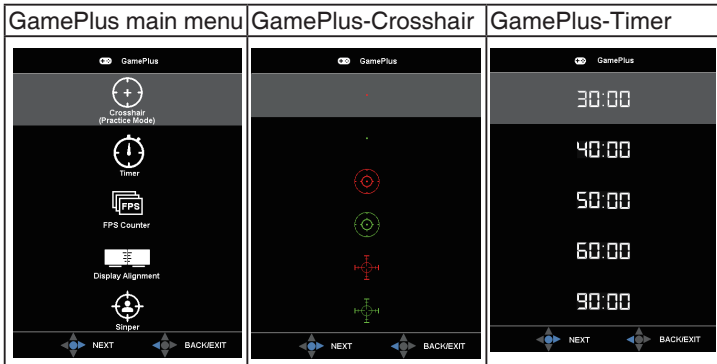 GamePlus main menu
GamePlus-Crosshair
GamePlus-Timer
GamePlus
Crosshair
(Practice Mode)
Timer
FPS
FPS Counter
Display Alignment
Sinper
NEXT BACK/EXIT
GamePlus
NEXT BACK/EXIT
GamePlus
30:00
40:00
50:00
60:00
90:00
NEXT BACK/EXIT